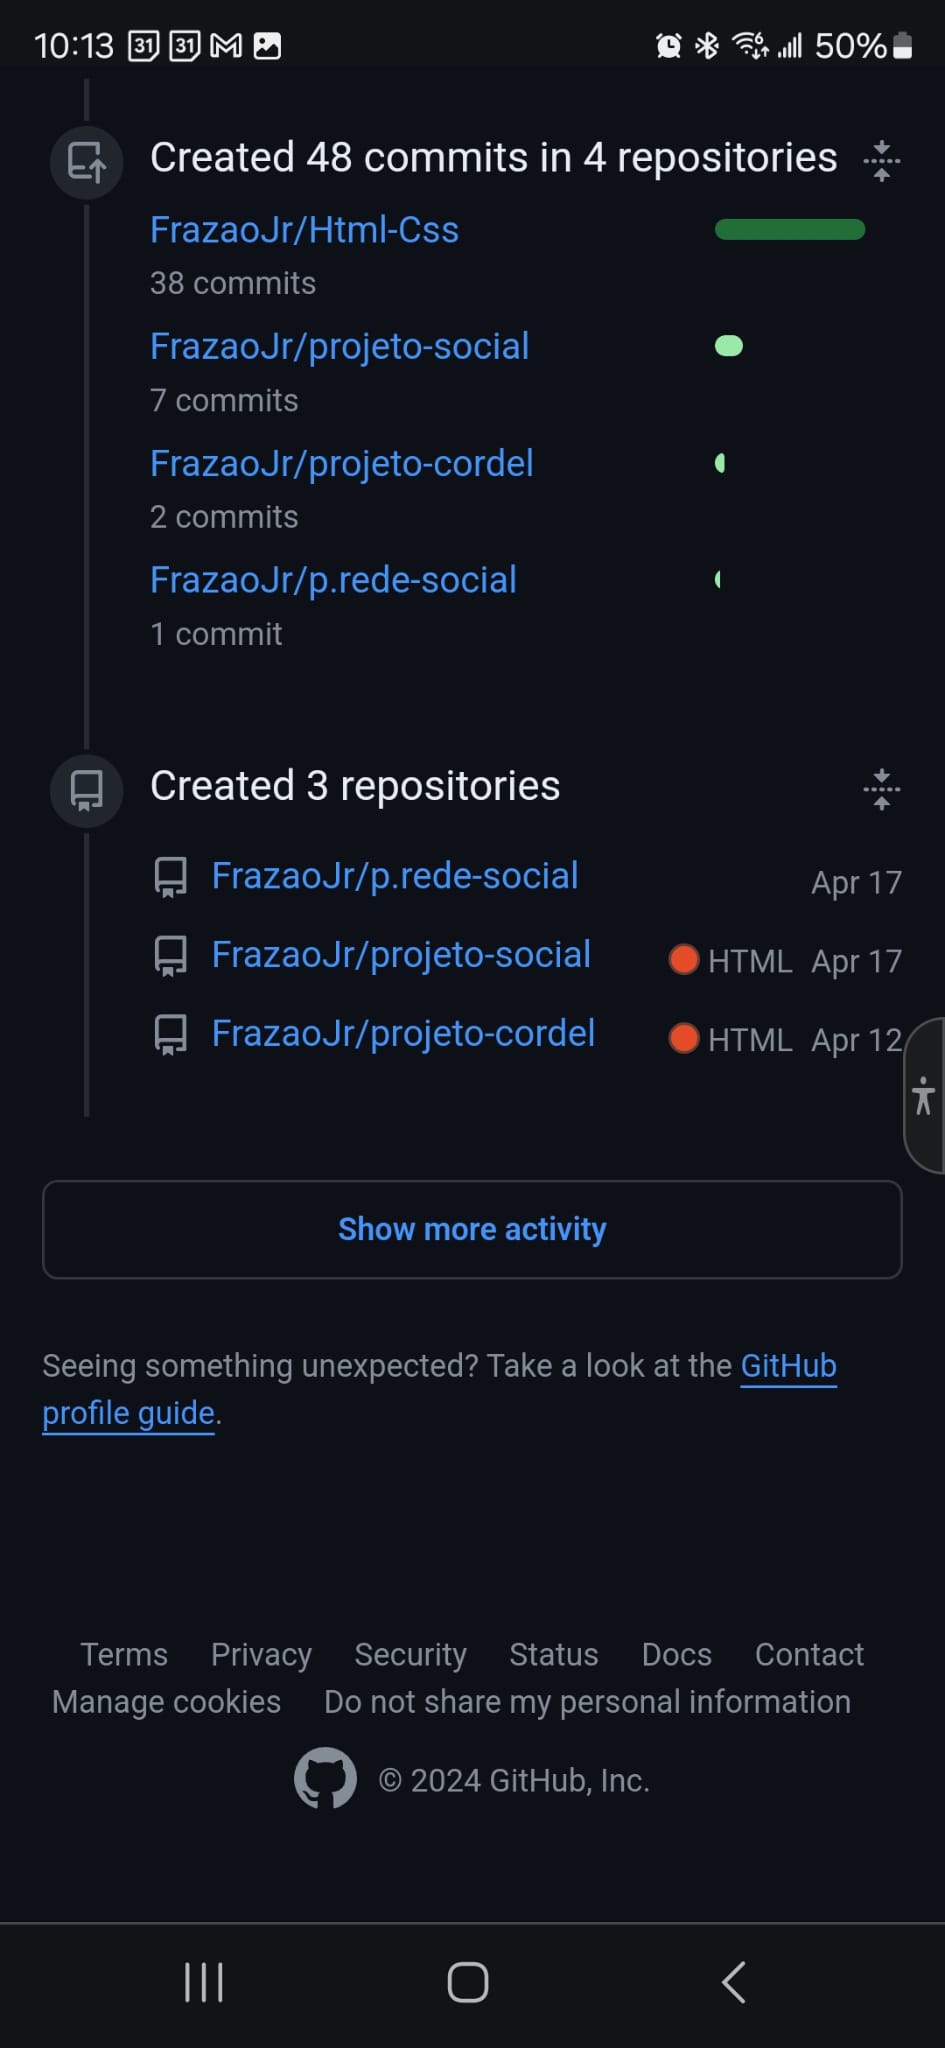 10:13 31 31 6 50%
Created 48 commits in 4 repositories
FrazaoJr/Html-Css
38 commits
FrazaoJr/projeto-social
7 commits
FrazaoJr/projeto-cordel
2 commits
FrazaoJr/p.rede-social
1 commit
Created 3 repositories
FrazaoJr/p.rede-social Apr 17
FrazaoJr/projeto-social HTML Apr 17
FrazaoJr/projeto-cordel HTML Apr 12
Show more activity
Seeing something unexpected? Take a look at the GitHub
profile guide.
Terms Privacy Security Status Docs Contact
Manage cookies Do not share my personal information
© 2024 GitHub, Inc.